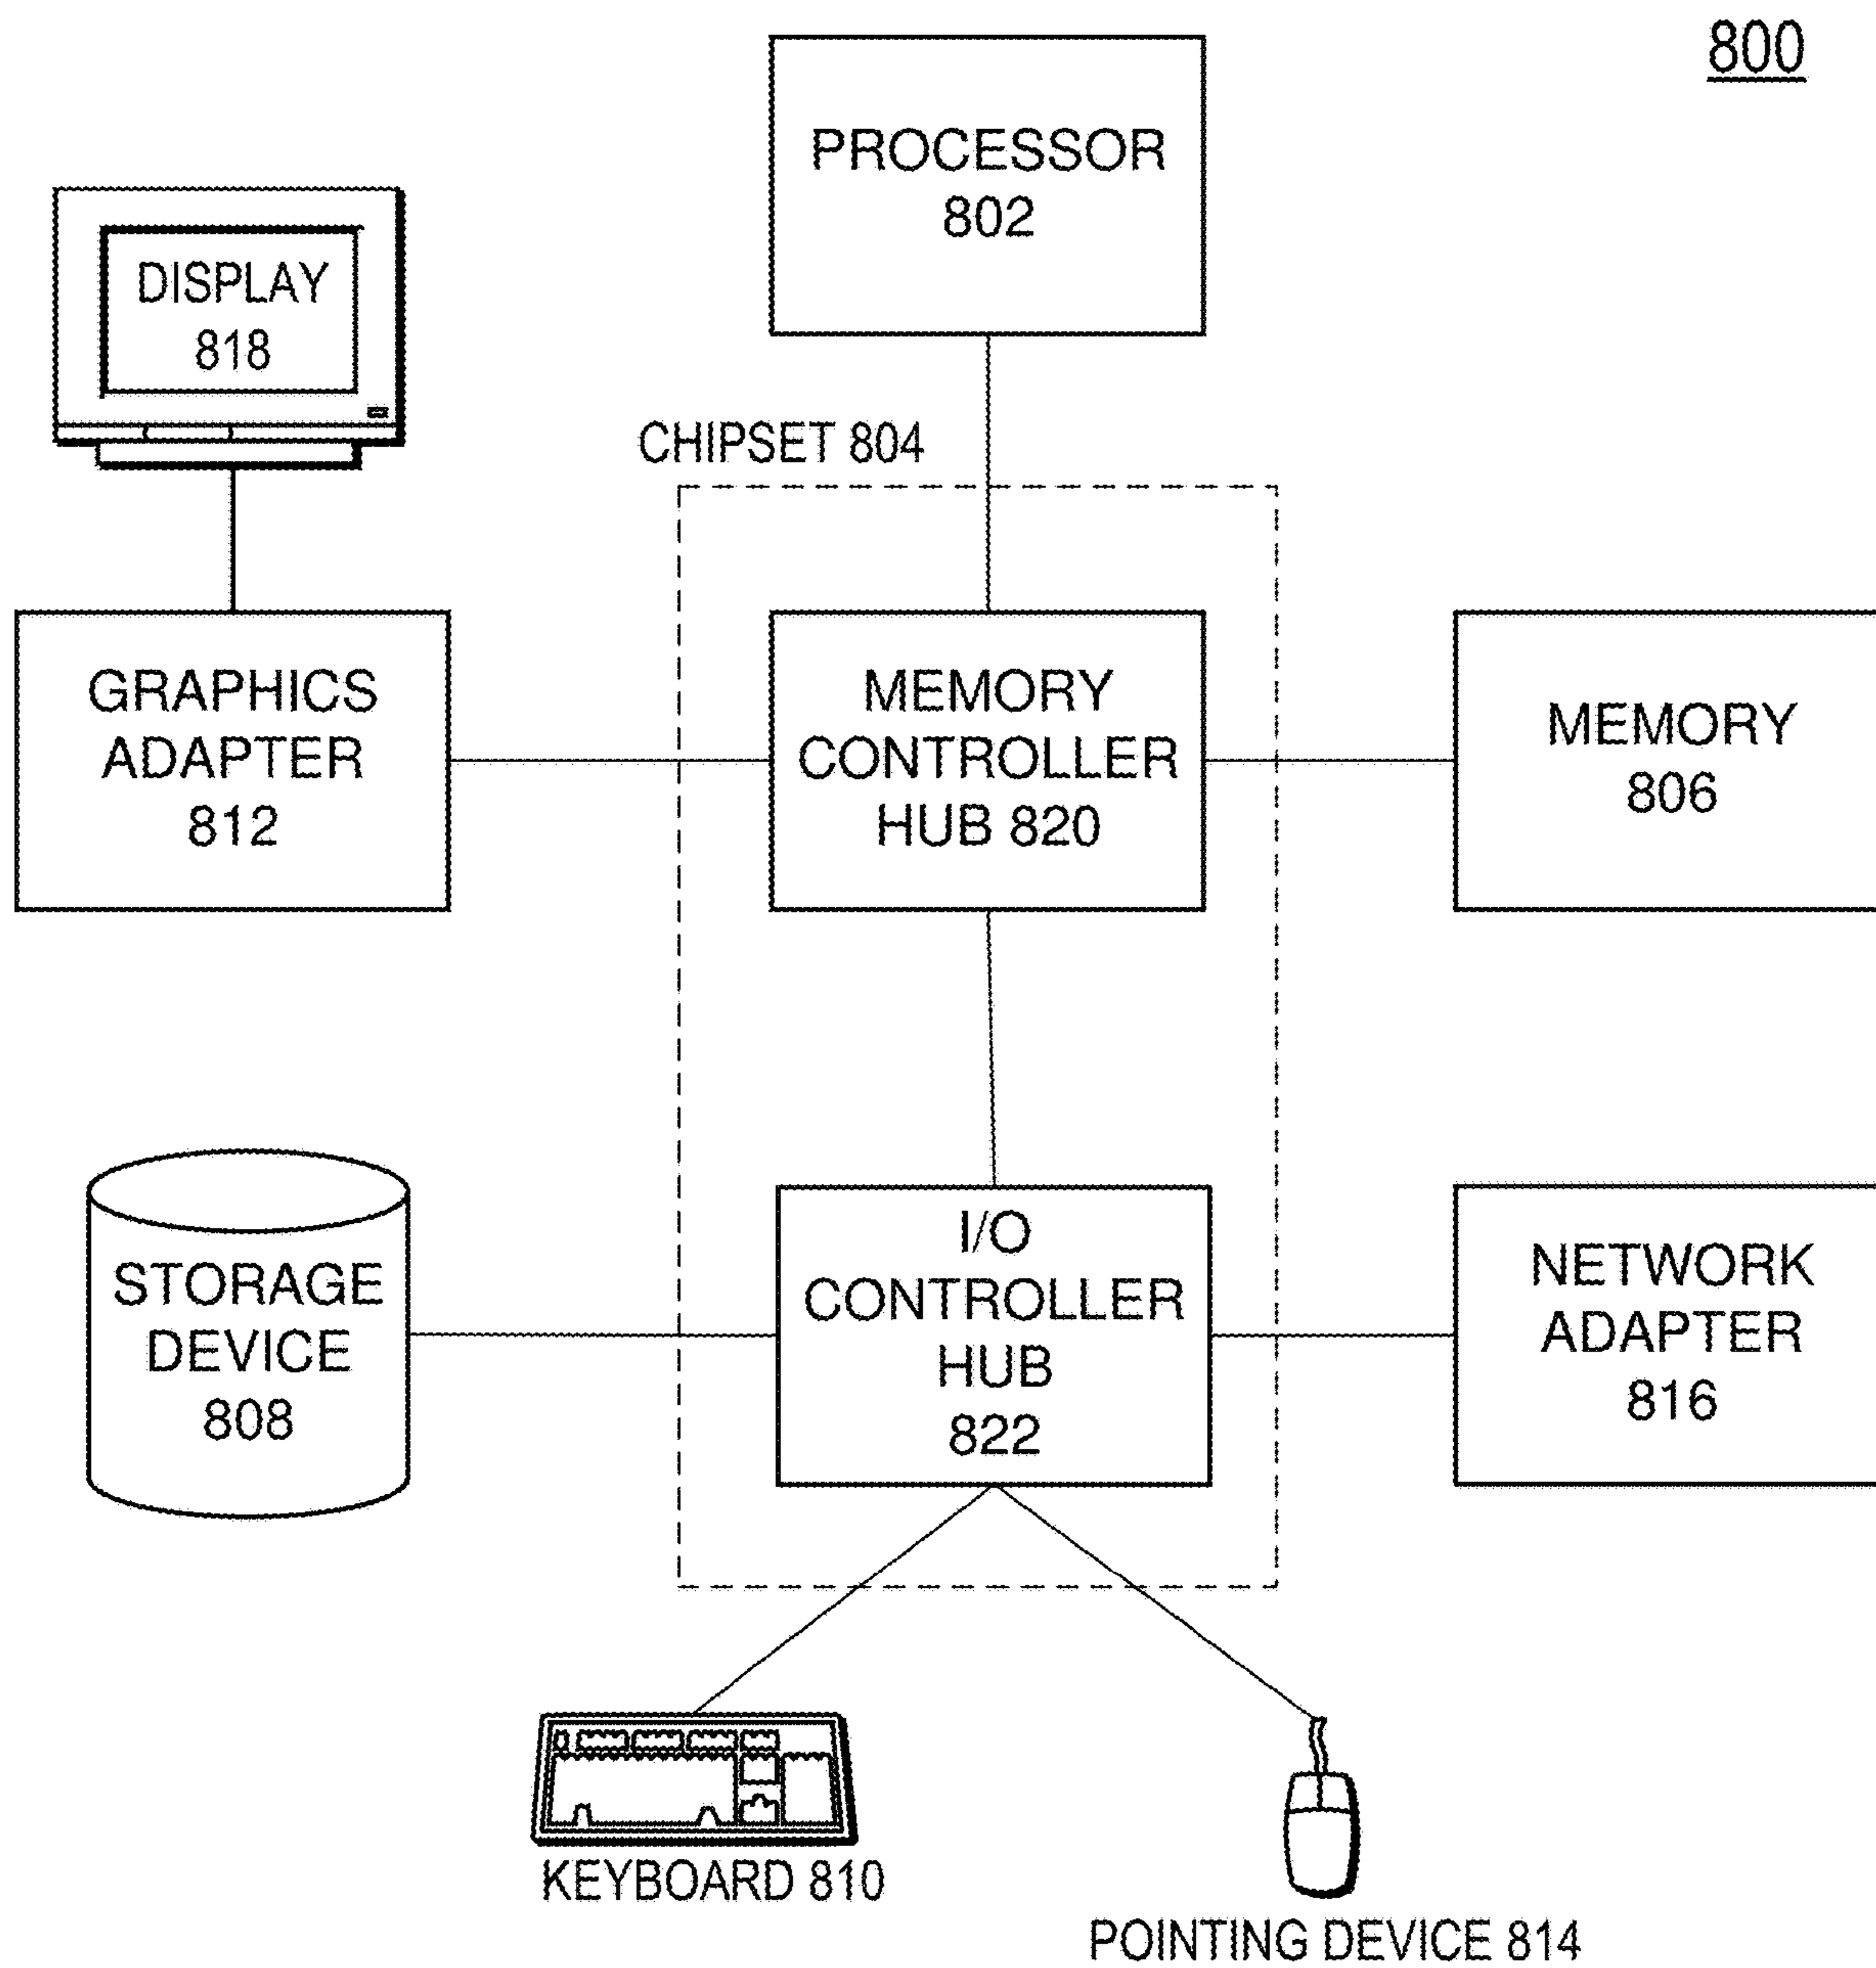 800
PROCESSOR
802
DISPLAY
818
CHIPSET 804
GRAPHICS
ADAPTER
812
MEMORY
CONTROLLER
HUB 820
MEMORY
806
STORAGE
DEVICE
808
I/O
CONTROLLER
HUB
822
NETWORK
ADAPTER
816
KEYBOARD 810
POINTING DEVICE 814